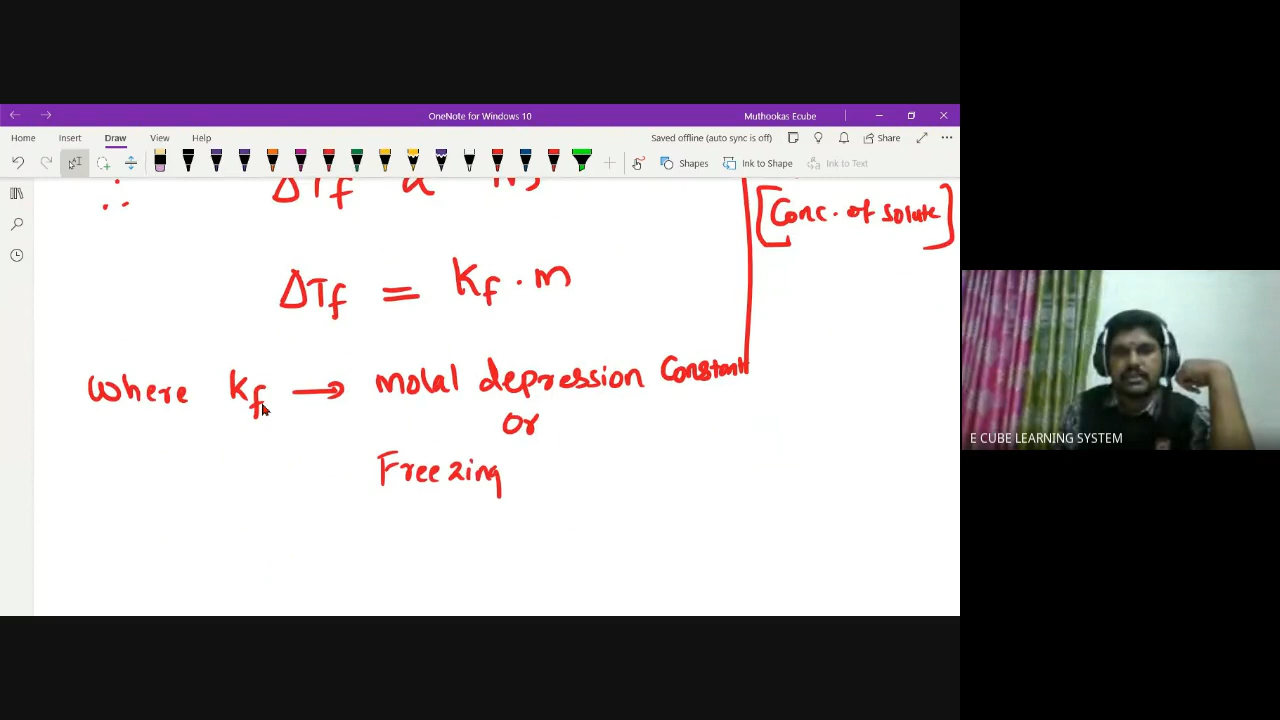 OneNote for Windows 10
Muthookas Ecube
Home Insert Draw View Help
Saved offline (auto sync is off)
Share
Shapes
Ink to Shape
Ink to Text
∴ ΔTf α
[Conc. of solute]
ΔTf = Kf . m
Where Kf → molal depression Constant
Or
Freezing
E CUBE LEARNING SYSTEM